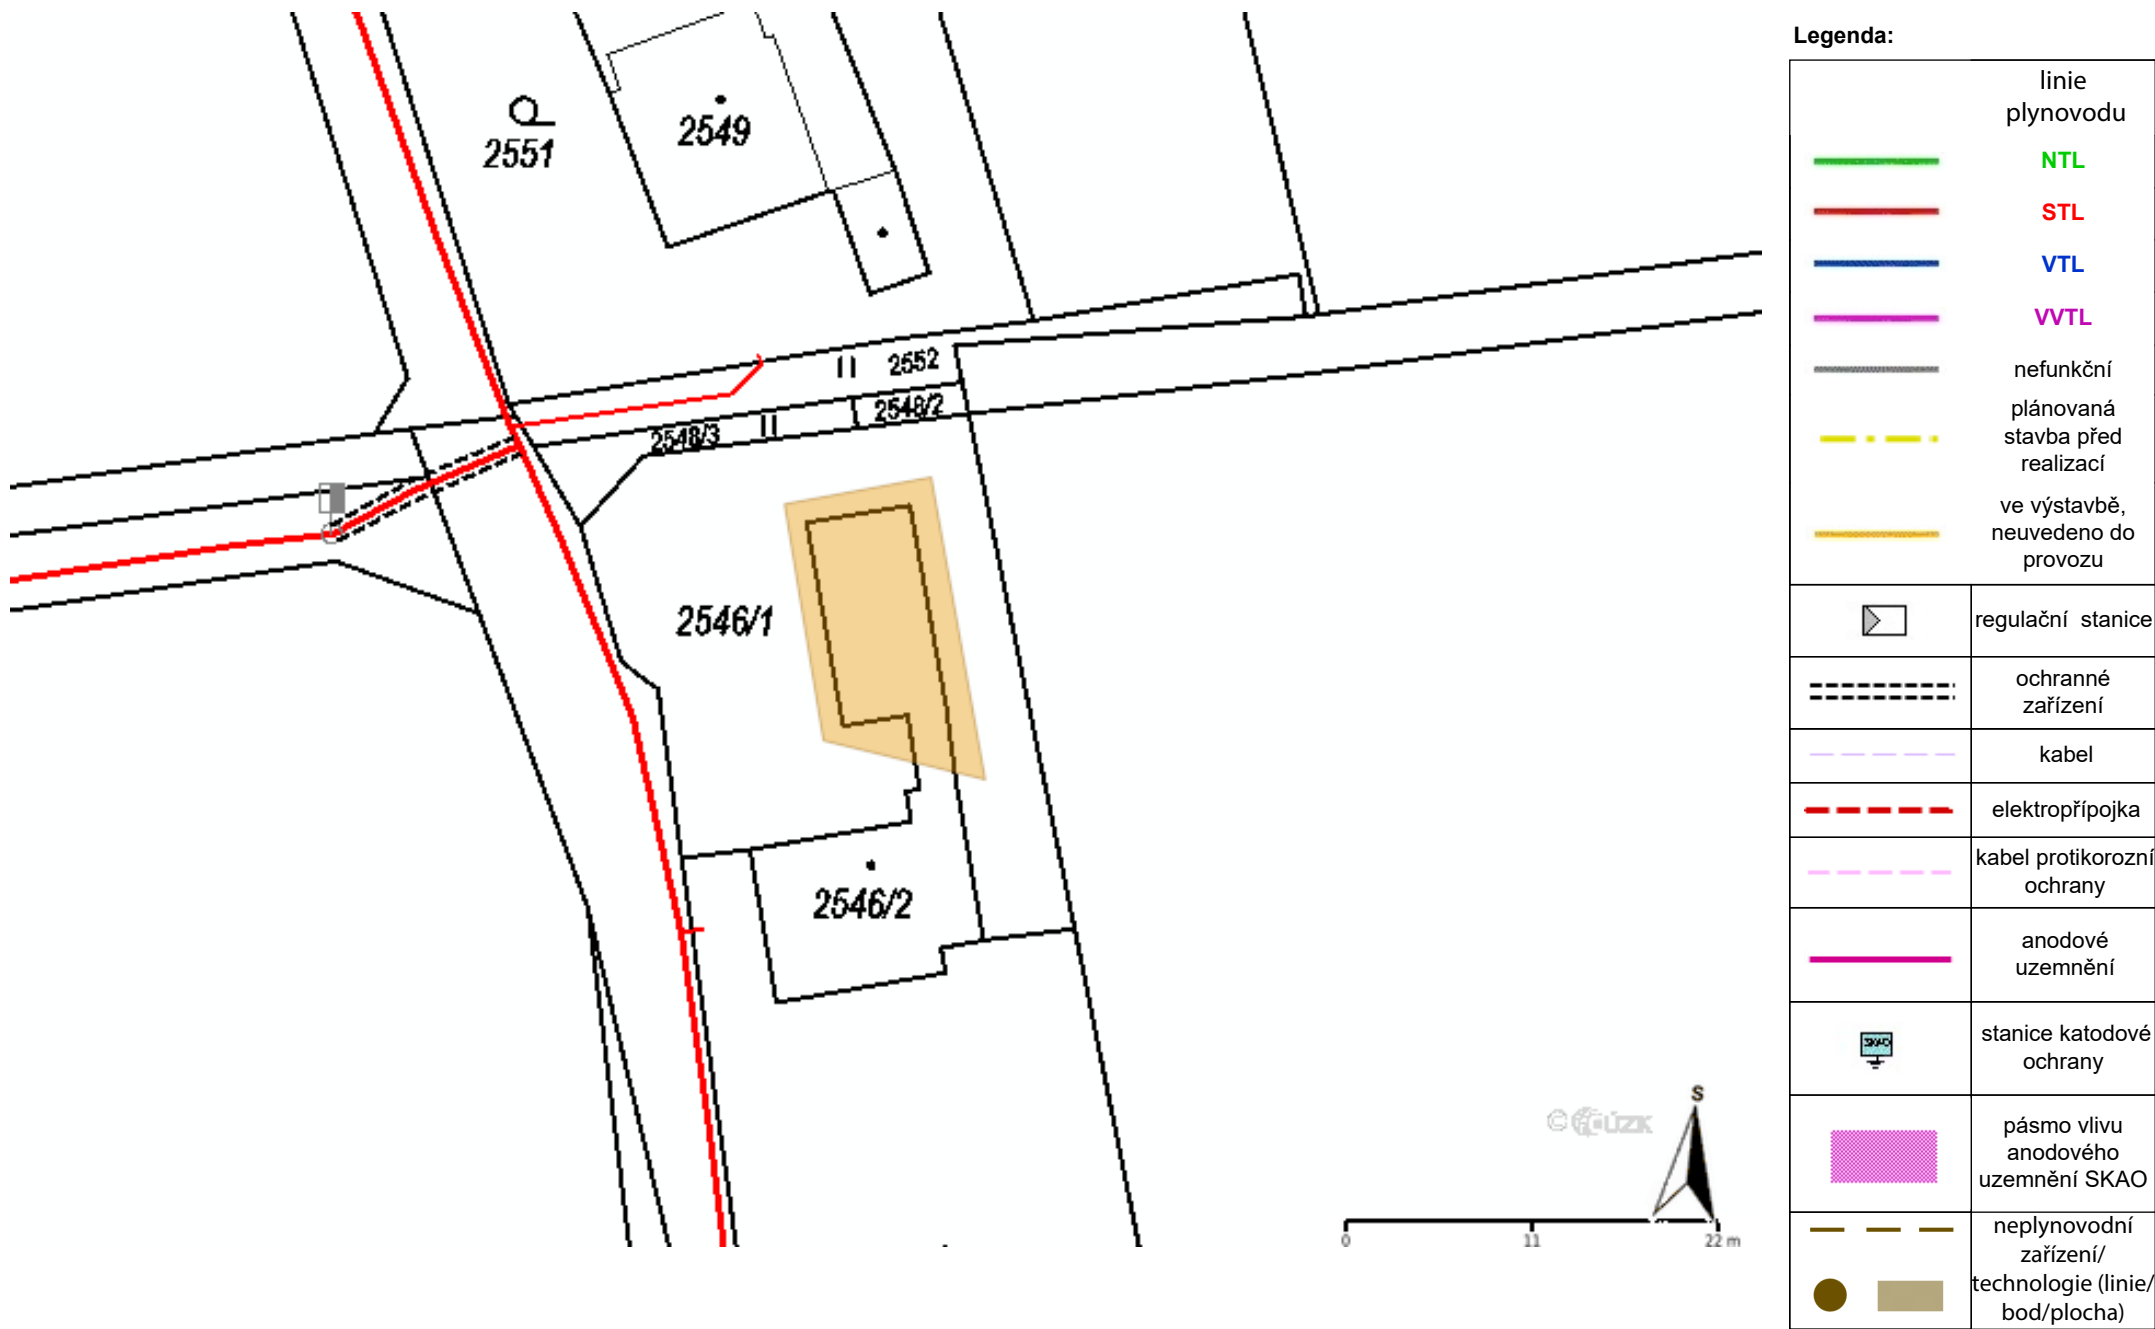 2551
2549
2552
2548/2
2548/3
2546/1
2546/2
© ČÚZK
S
0
11
22 m
Legenda:
linie
plynovodu
NTL
STL
VTL
VVTL
nefunkční
plánovaná
stavba před
realizací
ve výstavbě,
neuvedeno do
provozu
regulační stanice
ochranné
zařízení
kabel
elektropřípojka
kabel protikorozní
ochrany
anodové
uzemnění
SKAO
stanice katodové
ochrany
pásmo vlivu
anodového
uzemnění SKAO
neplynovodní
zařízení/
technologie (linie/
bod/plocha)